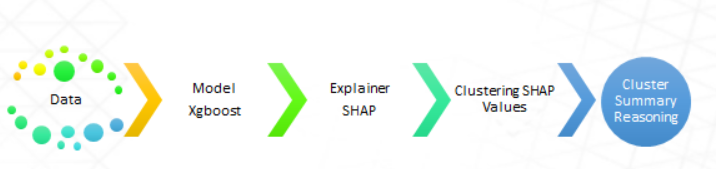 Data
Model
Xgboost
Explainer
SHAP
Clustering SHAP
Values
Cluster
Summary
Reasoning